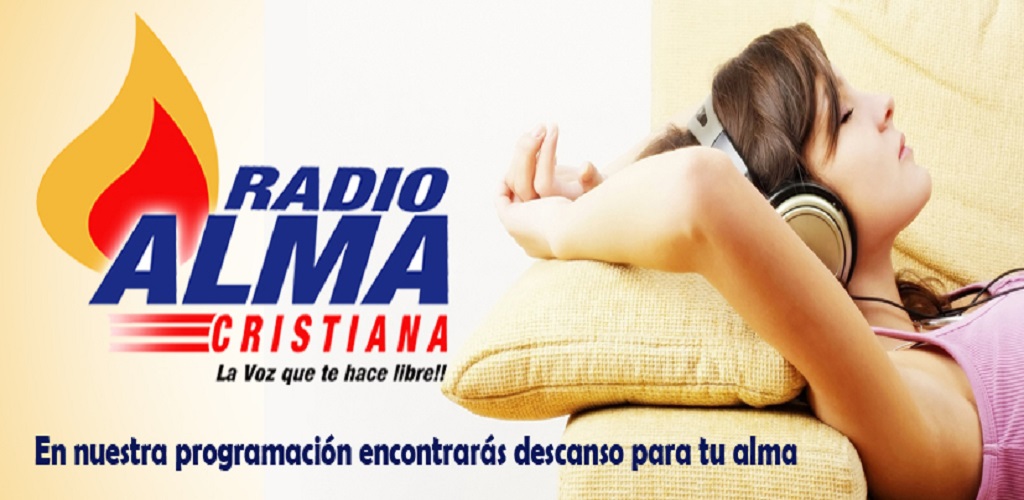 RADIO
ALMA
CRISTIANA
La Voz que te hace libre!!
En nuestra programación encontrarás descanso para tu alma